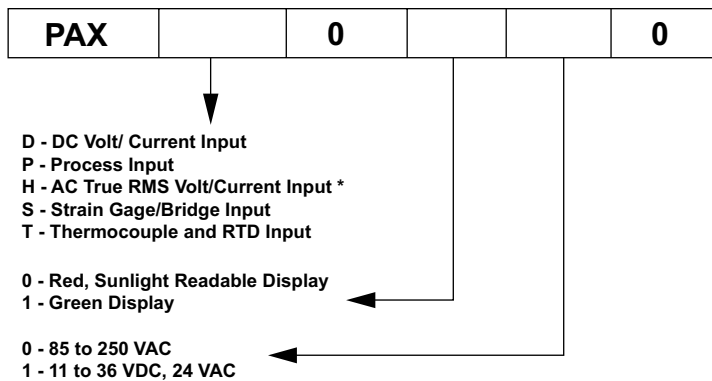 PAX 0 0
D - DC Volt/ Current Input
P - Process Input
H - AC True RMS Volt/Current Input *
S - Strain Gage/Bridge Input
T - Thermocouple and RTD Input
0 - Red, Sunlight Readable Display
1 - Green Display
0 - 85 to 250 VAC
1 - 11 to 36 VDC, 24 VAC